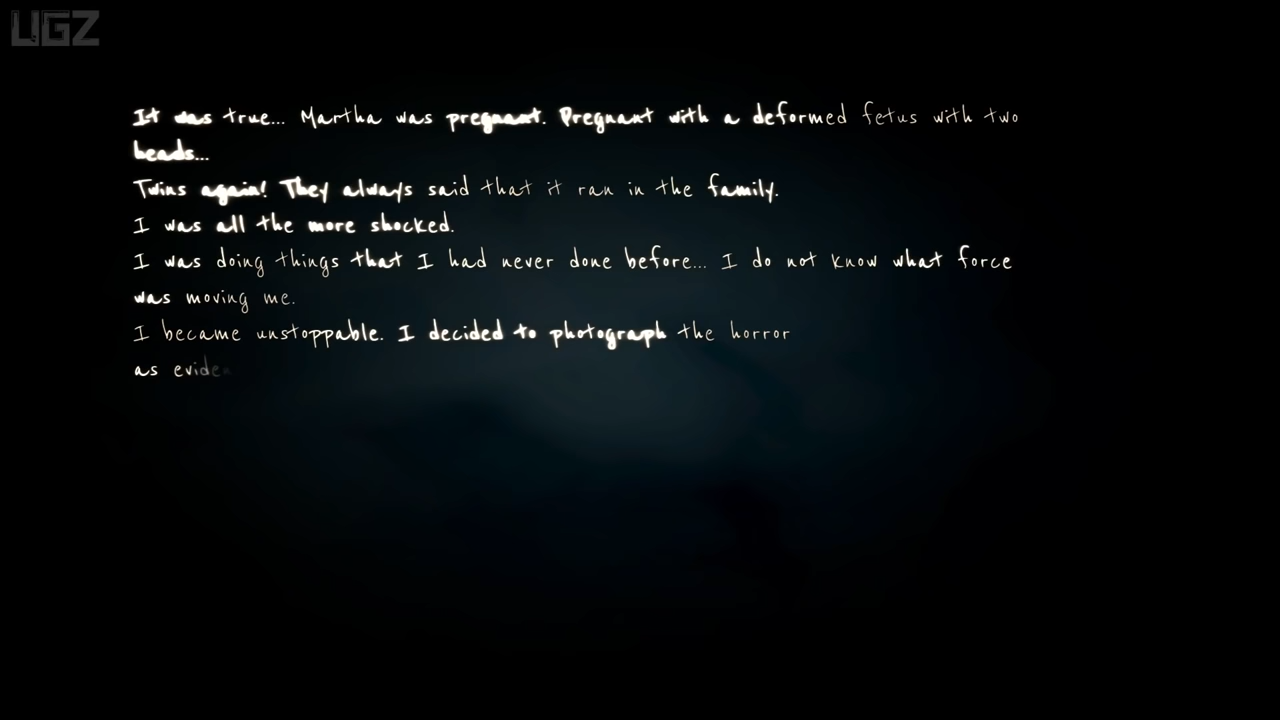 UGZ
It was true... Martha was pregnant. Pregnant with a deformed fetus with two
heads...
Twins again! They always said that it ran in the family.
I was all the more shocked.
I was doing things that I had never done before... I do not know what force
was moving me.
I became unstoppable. I decided to photograph the horror
as eviden